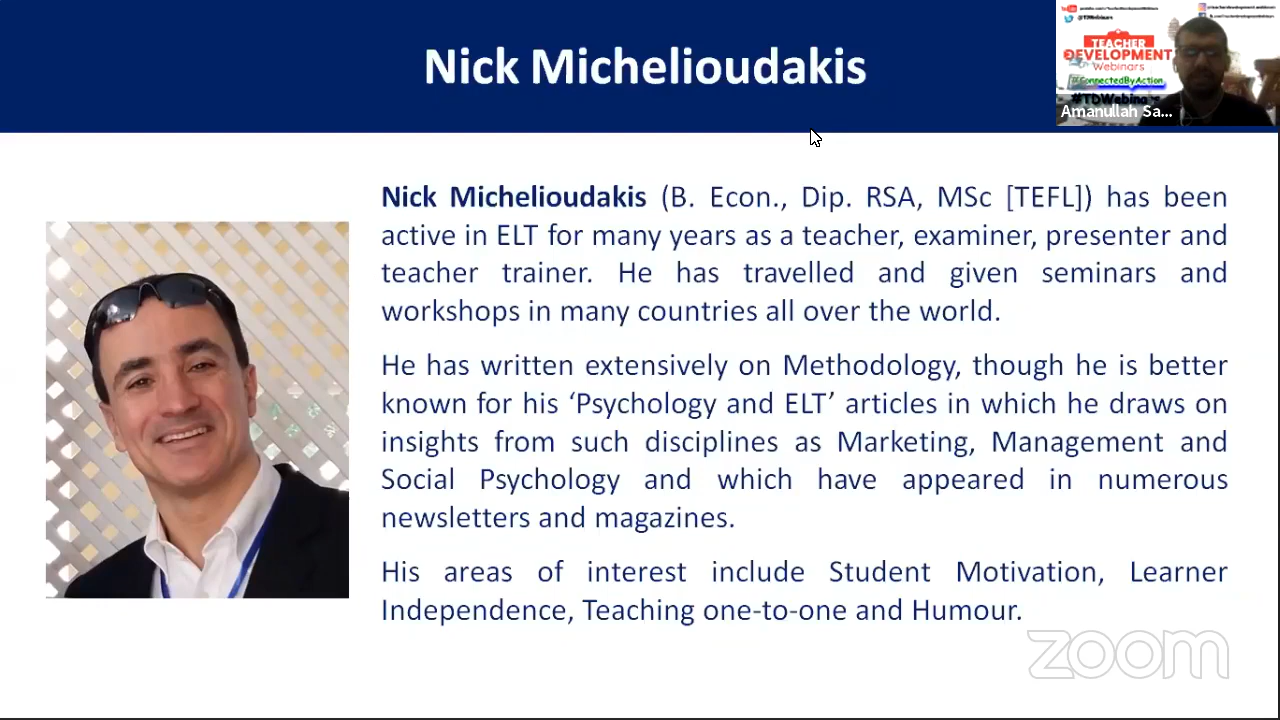 Nick Michelioudakis
@TDWebinars
TEACHER
DEVELOPMENT
Webinars
#ConnectedByAction
#TDWebina
Amanullah Sa...
Nick Michelioudakis (B. Econ., Dip. RSA, MSc [TEFL]) has been
active in ELT for many years as a teacher, examiner, presenter and
teacher trainer. He has travelled and given seminars and
workshops in many countries all over the world.
He has written extensively on Methodology, though he is better
known for his ‘Psychology and ELT’ articles in which he draws on
insights from such disciplines as Marketing, Management and
Social Psychology and which have appeared in numerous
newsletters and magazines.
His areas of interest include Student Motivation, Learner
Independence, Teaching one-to-one and Humour.
zoom